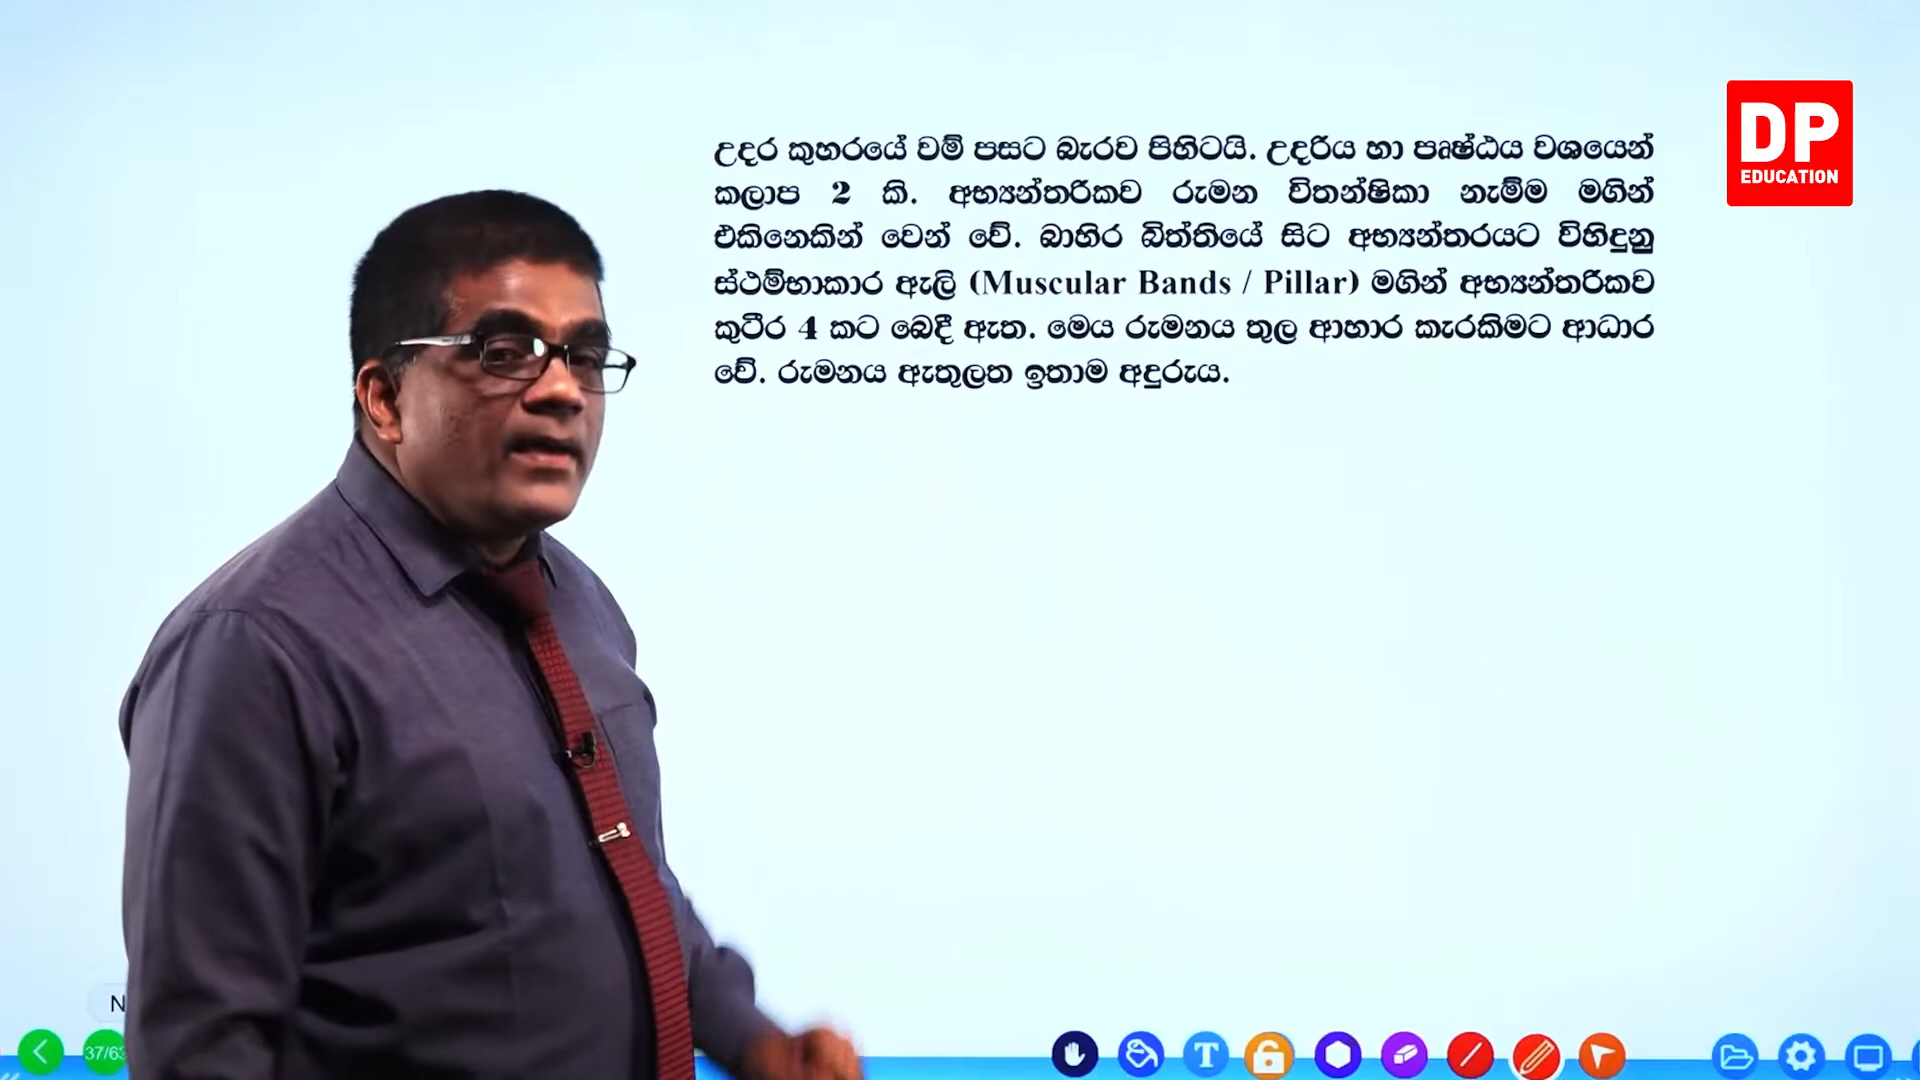 උදර කුහරයේ වම් පසට බැරව පිහිටයි. උදරිය හා පෘෂ්ඨය වශයෙන්
කලාප 2 කි. අභ්‍යන්තරිකව රුමන විතන්ෂිකා නැම්ම මගින්
එකිනෙකින් වෙන් වේ. බාහිර බිත්තියේ සිට අභ්‍යන්තරයට විහිදුනු
ස්ථම්භාකාර ඇලි (Muscular Bands / Pillar) මගින් අභ්‍යන්තරිකව
කුටීර 4 කට බෙදී ඇත. මෙය රුමනය තුල ආහාර කැරකිමට ආධාර
වේ. රුමනය ඇතුලත ඉතාම අඳුරුය.
DP
EDUCATION
N
37/63
T